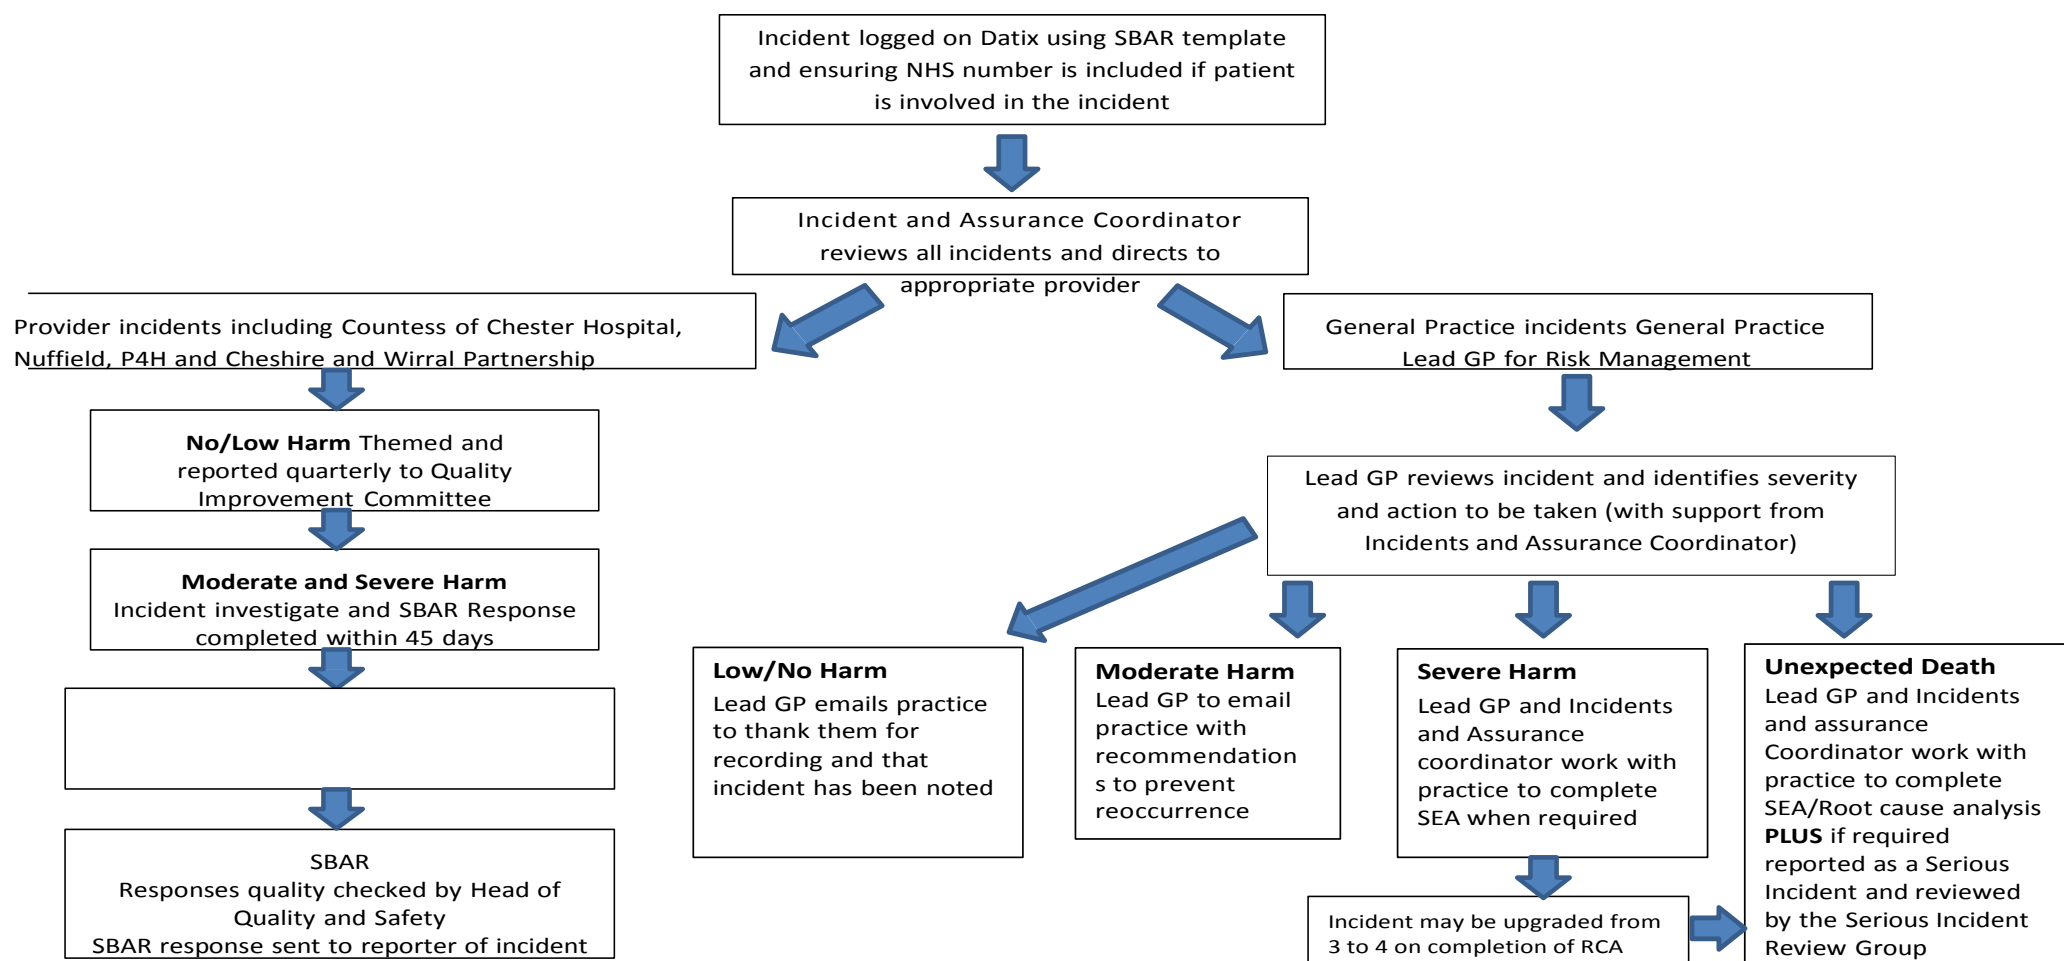 Incident logged on Datix using SBAR template
and ensuring NHS number is included if patient
is involved in the incident
Incident and Assurance Coordinator
reviews all incidents and directs to
appropriate provider
Provider incidents including Countess of Chester Hospital,
Nuffield, P4H and Cheshire and Wirral Partnership
General Practice incidents General Practice
Lead GP for Risk Management
No/Low Harm Themed and
reported quarterly to Quality
Improvement Committee
Moderate and Severe Harm
Incident investigate and SBAR Response
completed within 45 days
SBAR
Responses quality checked by Head of
Quality and Safety
SBAR response sent to reporter of incident
Lead GP reviews incident and identifies severity
and action to be taken (with support from
Incidents and Assurance Coordinator)
Low/No Harm
Lead GP emails practice
to thank them for
recording and that
incident has been noted
Moderate Harm
Lead GP to email
practice with
recommendation
s to prevent
reoccurrence
Severe Harm
Lead GP and Incidents
and Assurance
coordinator work with
practice to complete
SEA when required
Incident may be upgraded from
3 to 4 on completion of RCA
Unexpected Death
Lead GP and Incidents
and assurance
Coordinator work with
practice to complete
SEA/Root cause analysis
PLUS if required
reported as a Serious
Incident and reviewed
by the Serious Incident
Review Group